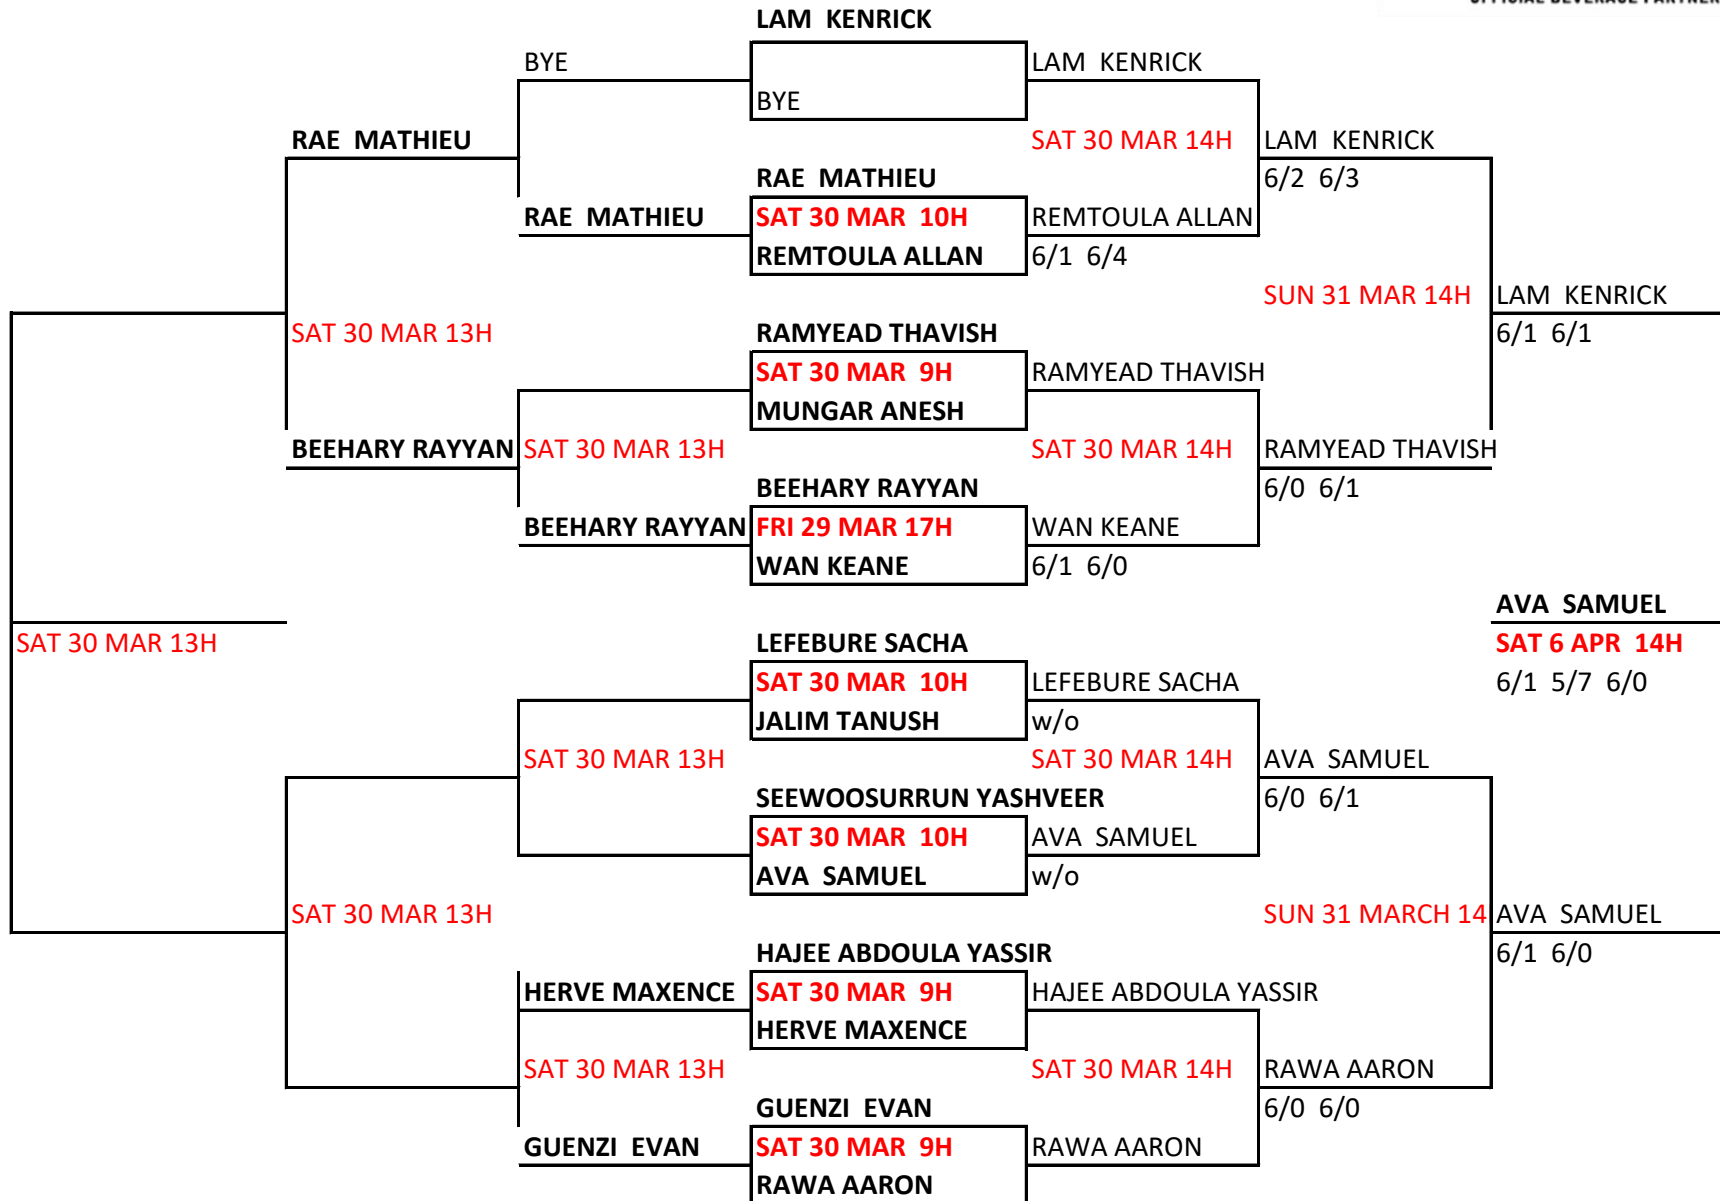 OFFICIAL BEVERAGE PARTNER
LAM KENRICK
BYE
LAM KENRICK
BYE
RAE MATHIEU
SAT 30 MAR 14H
LAM KENRICK
RAE MATHIEU
6/2 6/3
RAE MATHIEU
SAT 30 MAR 10H
REMTOULA ALLAN
REMTOULA ALLAN
6/1 6/4
SUN 31 MAR 14H
LAM KENRICK
SAT 30 MAR 13H
RAMYEAD THAVISH
6/1 6/1
SAT 30 MAR 9H
RAMYEAD THAVISH
MUNGAR ANESH
BEEHARY RAYYAN
SAT 30 MAR 13H
SAT 30 MAR 14H
RAMYEAD THAVISH
BEEHARY RAYYAN
6/0 6/1
BEEHARY RAYYAN
FRI 29 MAR 17H
WAN KEANE
WAN KEANE
6/1 6/0
AVA SAMUEL
SAT 30 MAR 13H
LEFEBURE SACHA
SAT 6 APR 14H
SAT 30 MAR 10H
LEFEBURE SACHA
6/1 5/7 6/0
JALIM TANUSH
w/o
SAT 30 MAR 13H
SAT 30 MAR 14H
AVA SAMUEL
SEEWOOSURRUN YASHVEER
6/0 6/1
SAT 30 MAR 10H
AVA SAMUEL
AVA SAMUEL
w/o
SAT 30 MAR 13H
SUN 31 MARCH 14
AVA SAMUEL
HAJEE ABDOULA YASSIR
6/1 6/0
HERVE MAXENCE
SAT 30 MAR 9H
HAJEE ABDOULA YASSIR
HERVE MAXENCE
SAT 30 MAR 13H
SAT 30 MAR 14H
RAWA AARON
GUENZI EVAN
6/0 6/0
GUENZI EVAN
SAT 30 MAR 9H
RAWA AARON
RAWA AARON